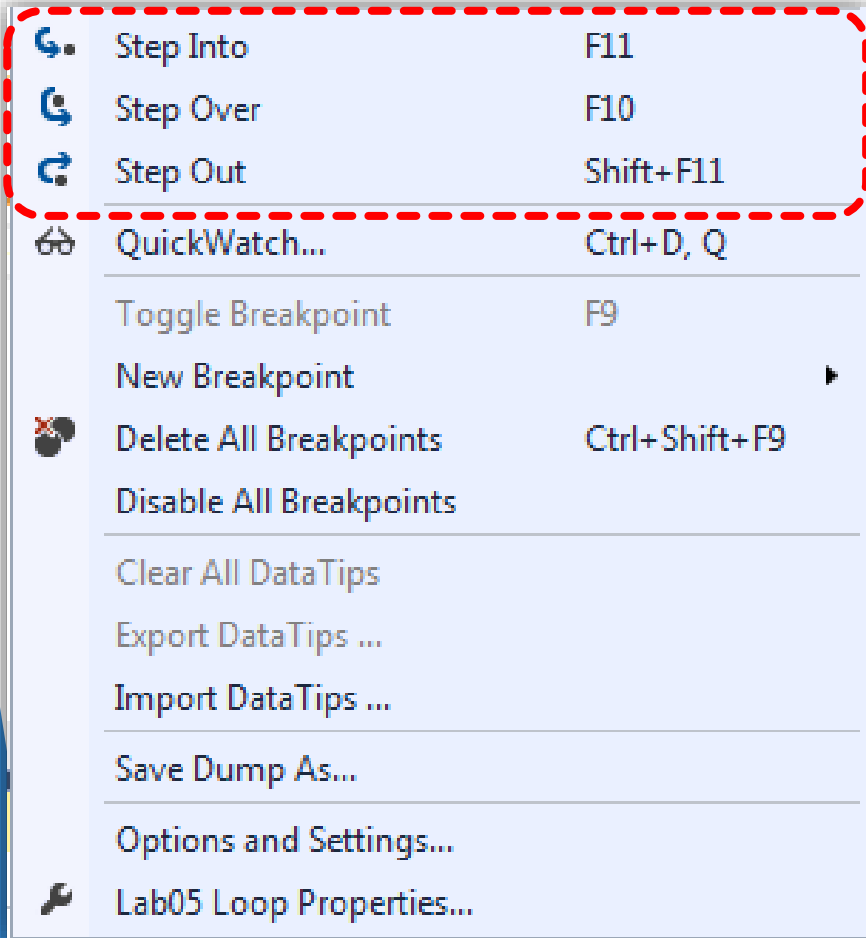 Step Into F11
Step Over F10
Step Out Shift+F11
QuickWatch... Ctrl+D, Q
Toggle Breakpoint F9
New Breakpoint
Delete All Breakpoints Ctrl+Shift+F9
Disable All Breakpoints
Clear All DataTips
Export DataTips ...
Import DataTips ...
Save Dump As...
Options and Settings...
Lab05 Loop Properties...